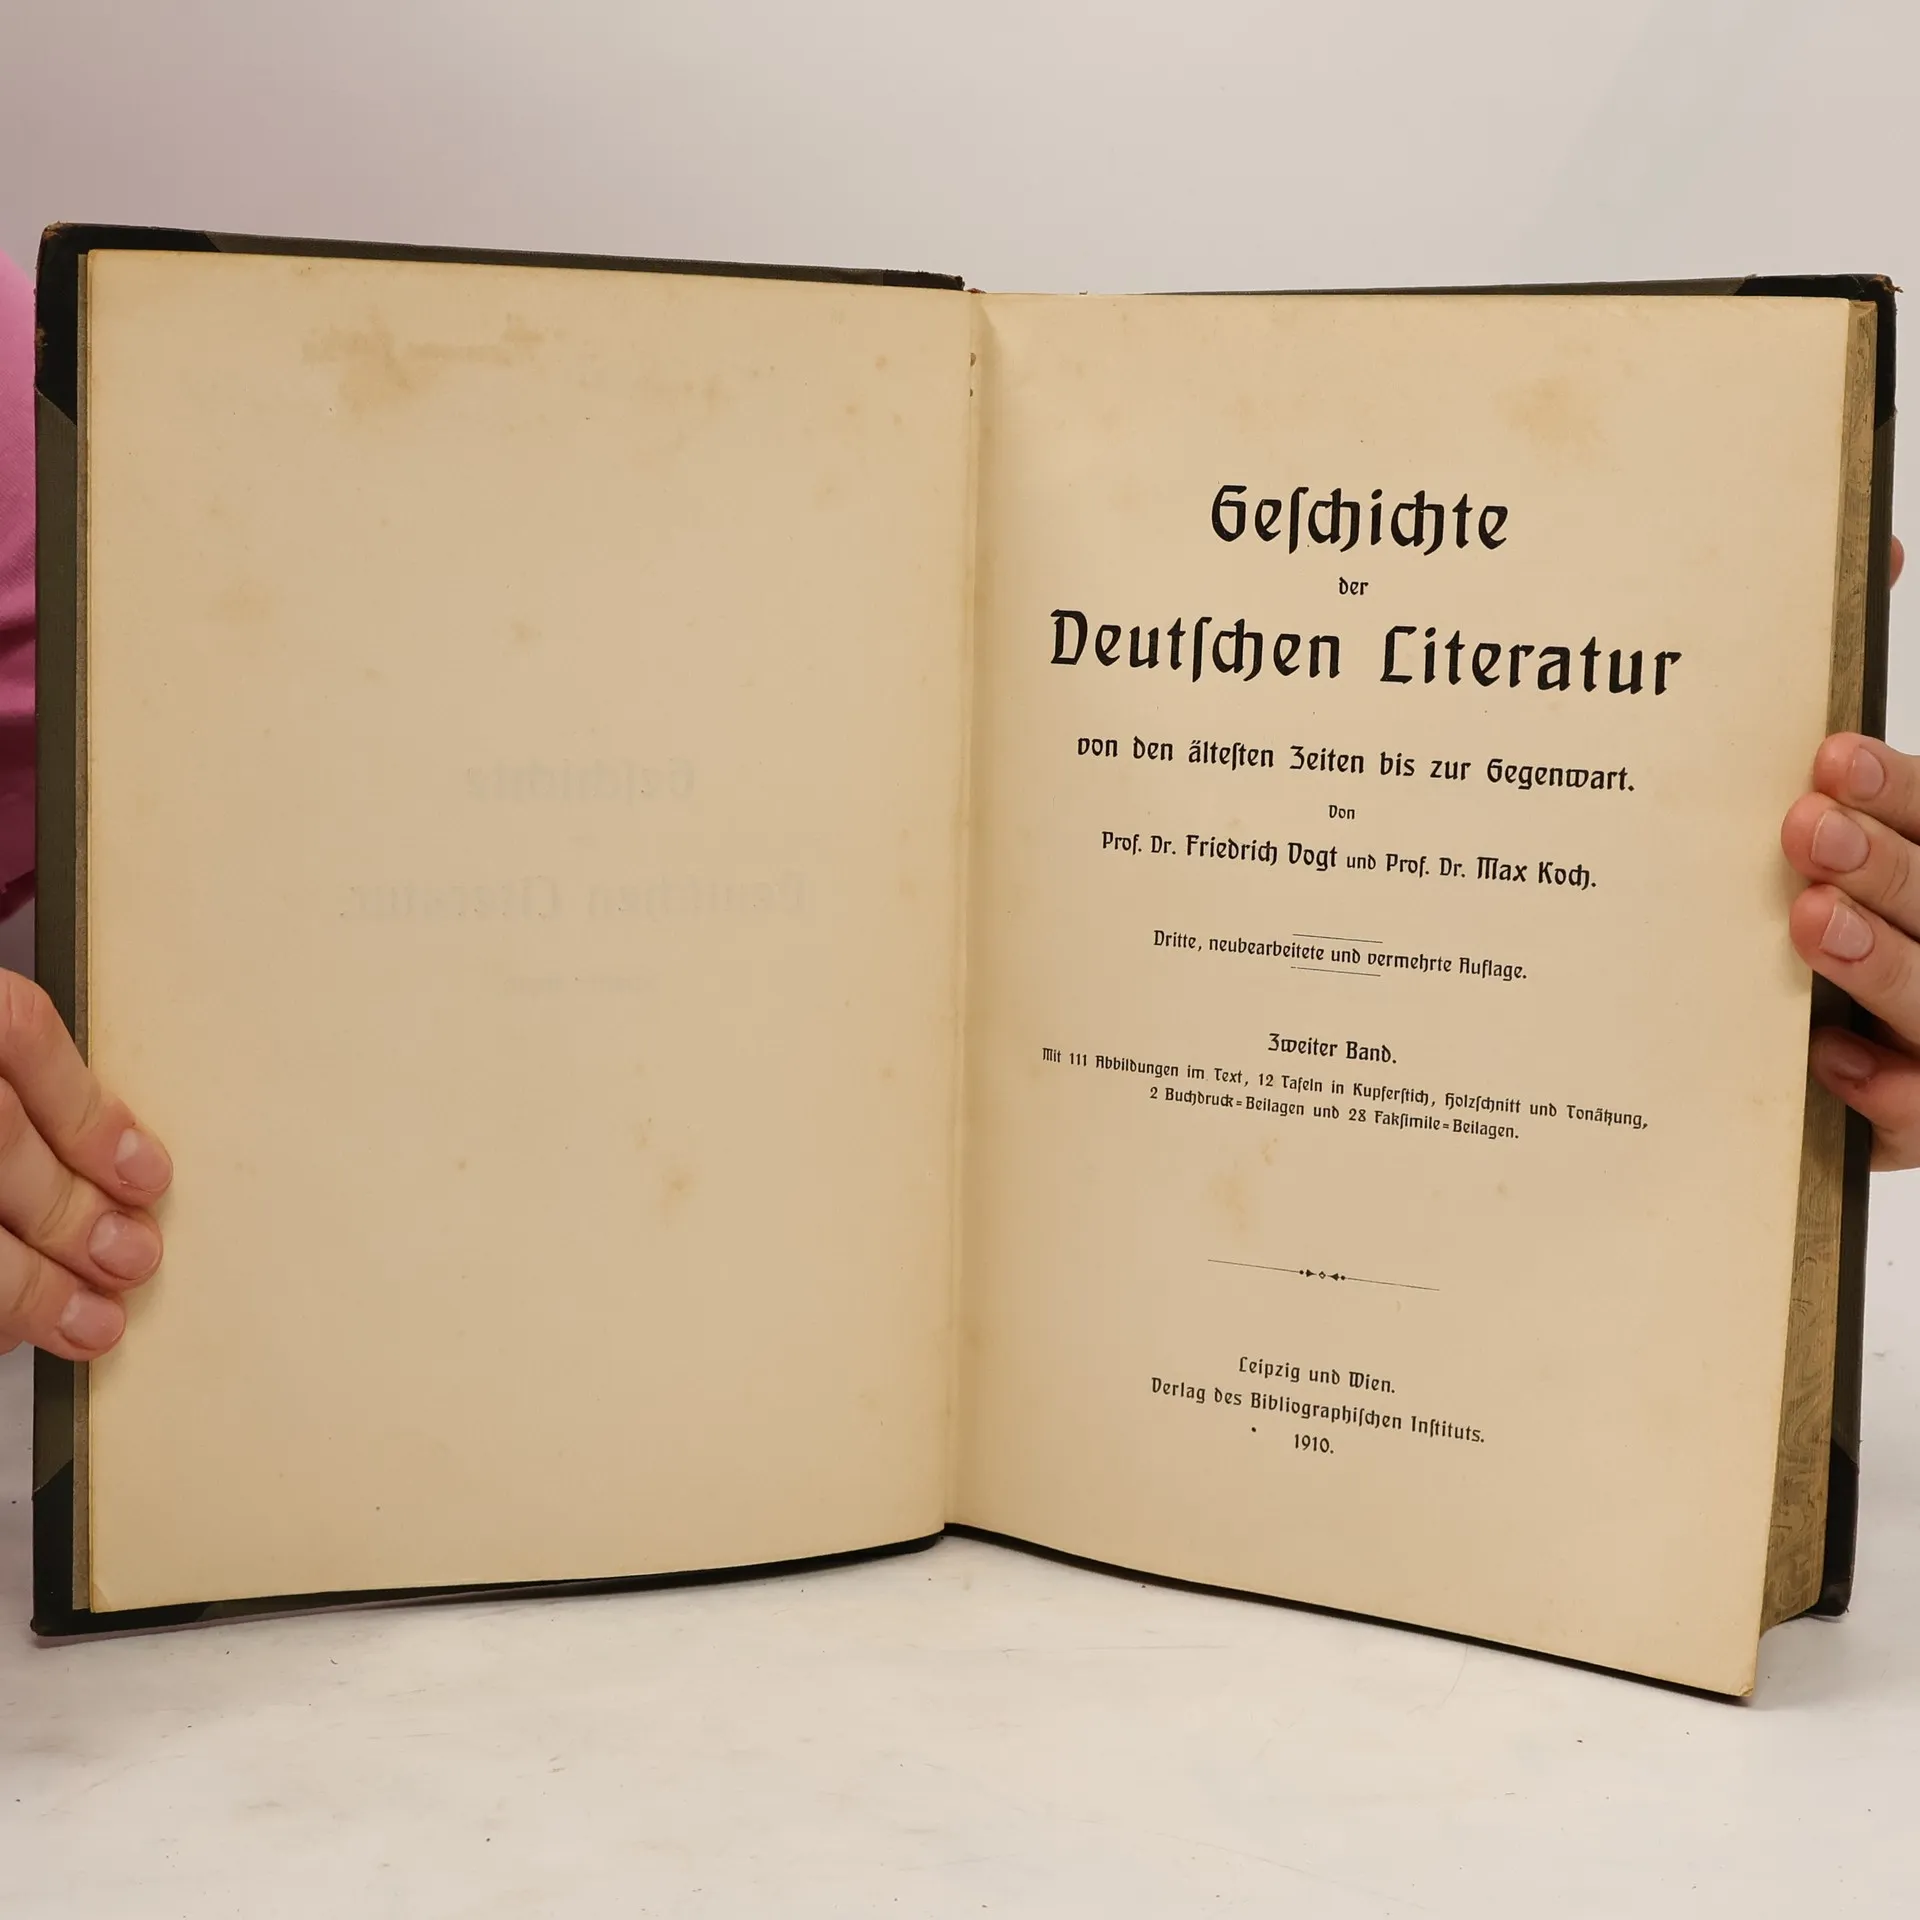 Geſchichte
der
Deutſchen Literatur
von den älteſten Zeiten bis zur Gegenwart.
Von
Prof. Dr. Friedrich Vogt und Prof. Dr. Max Koch.
Dritte, neubearbeitete und vermehrte Auflage.
Zweiter Band.
Mit 111 Abbildungen im Text, 12 Tafeln in Kupferſtich, Holzſchnitt und Tonätzung,
2 Buchdruck=Beilagen und 28 Fakſimile=Beilagen.
Leipzig und Wien.
Verlag des Bibliographiſchen Inſtituts.
1910.